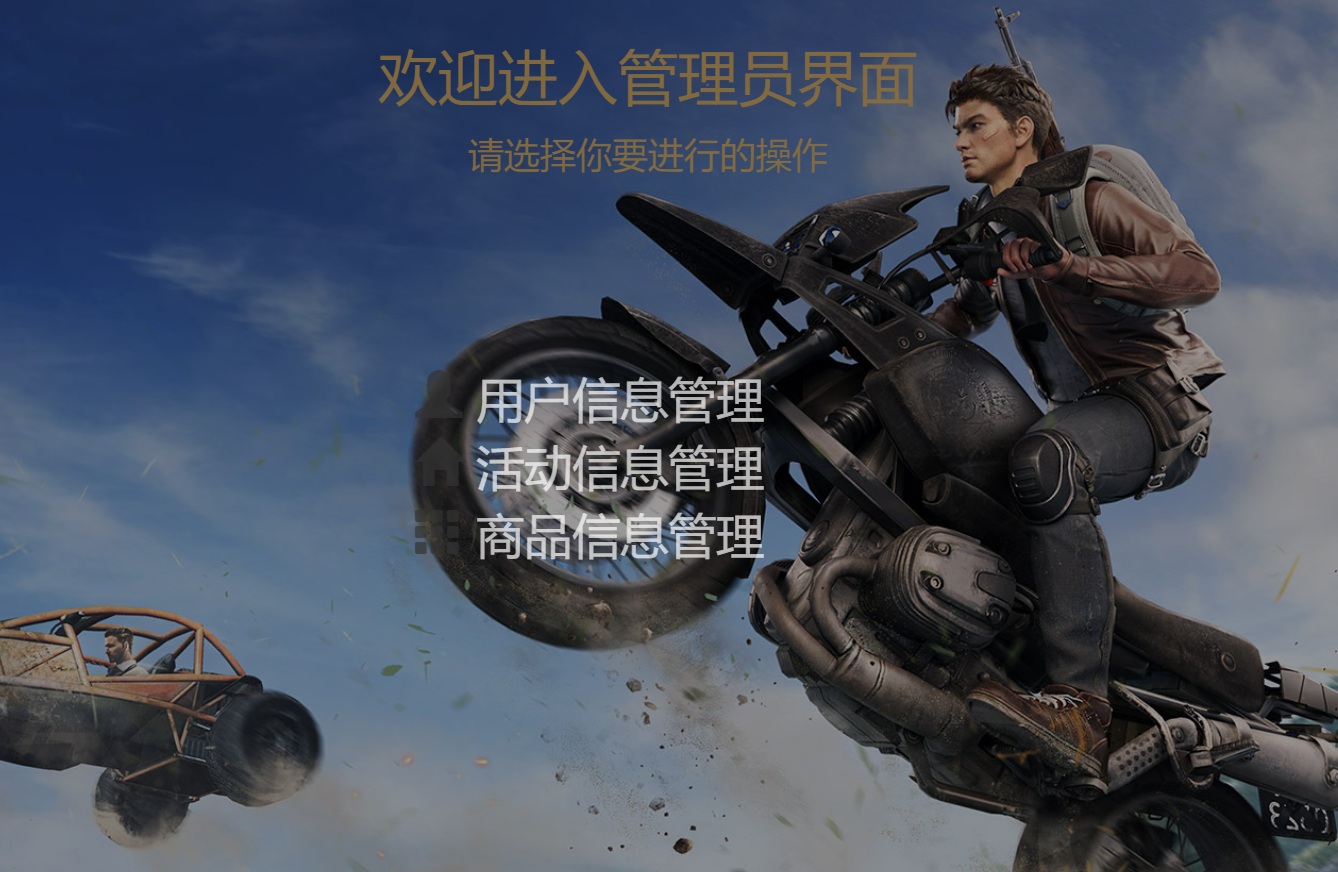 欢迎进入管理员界面
请选择你要进行的操作
用户信息管理
活动信息管理
商品信息管理